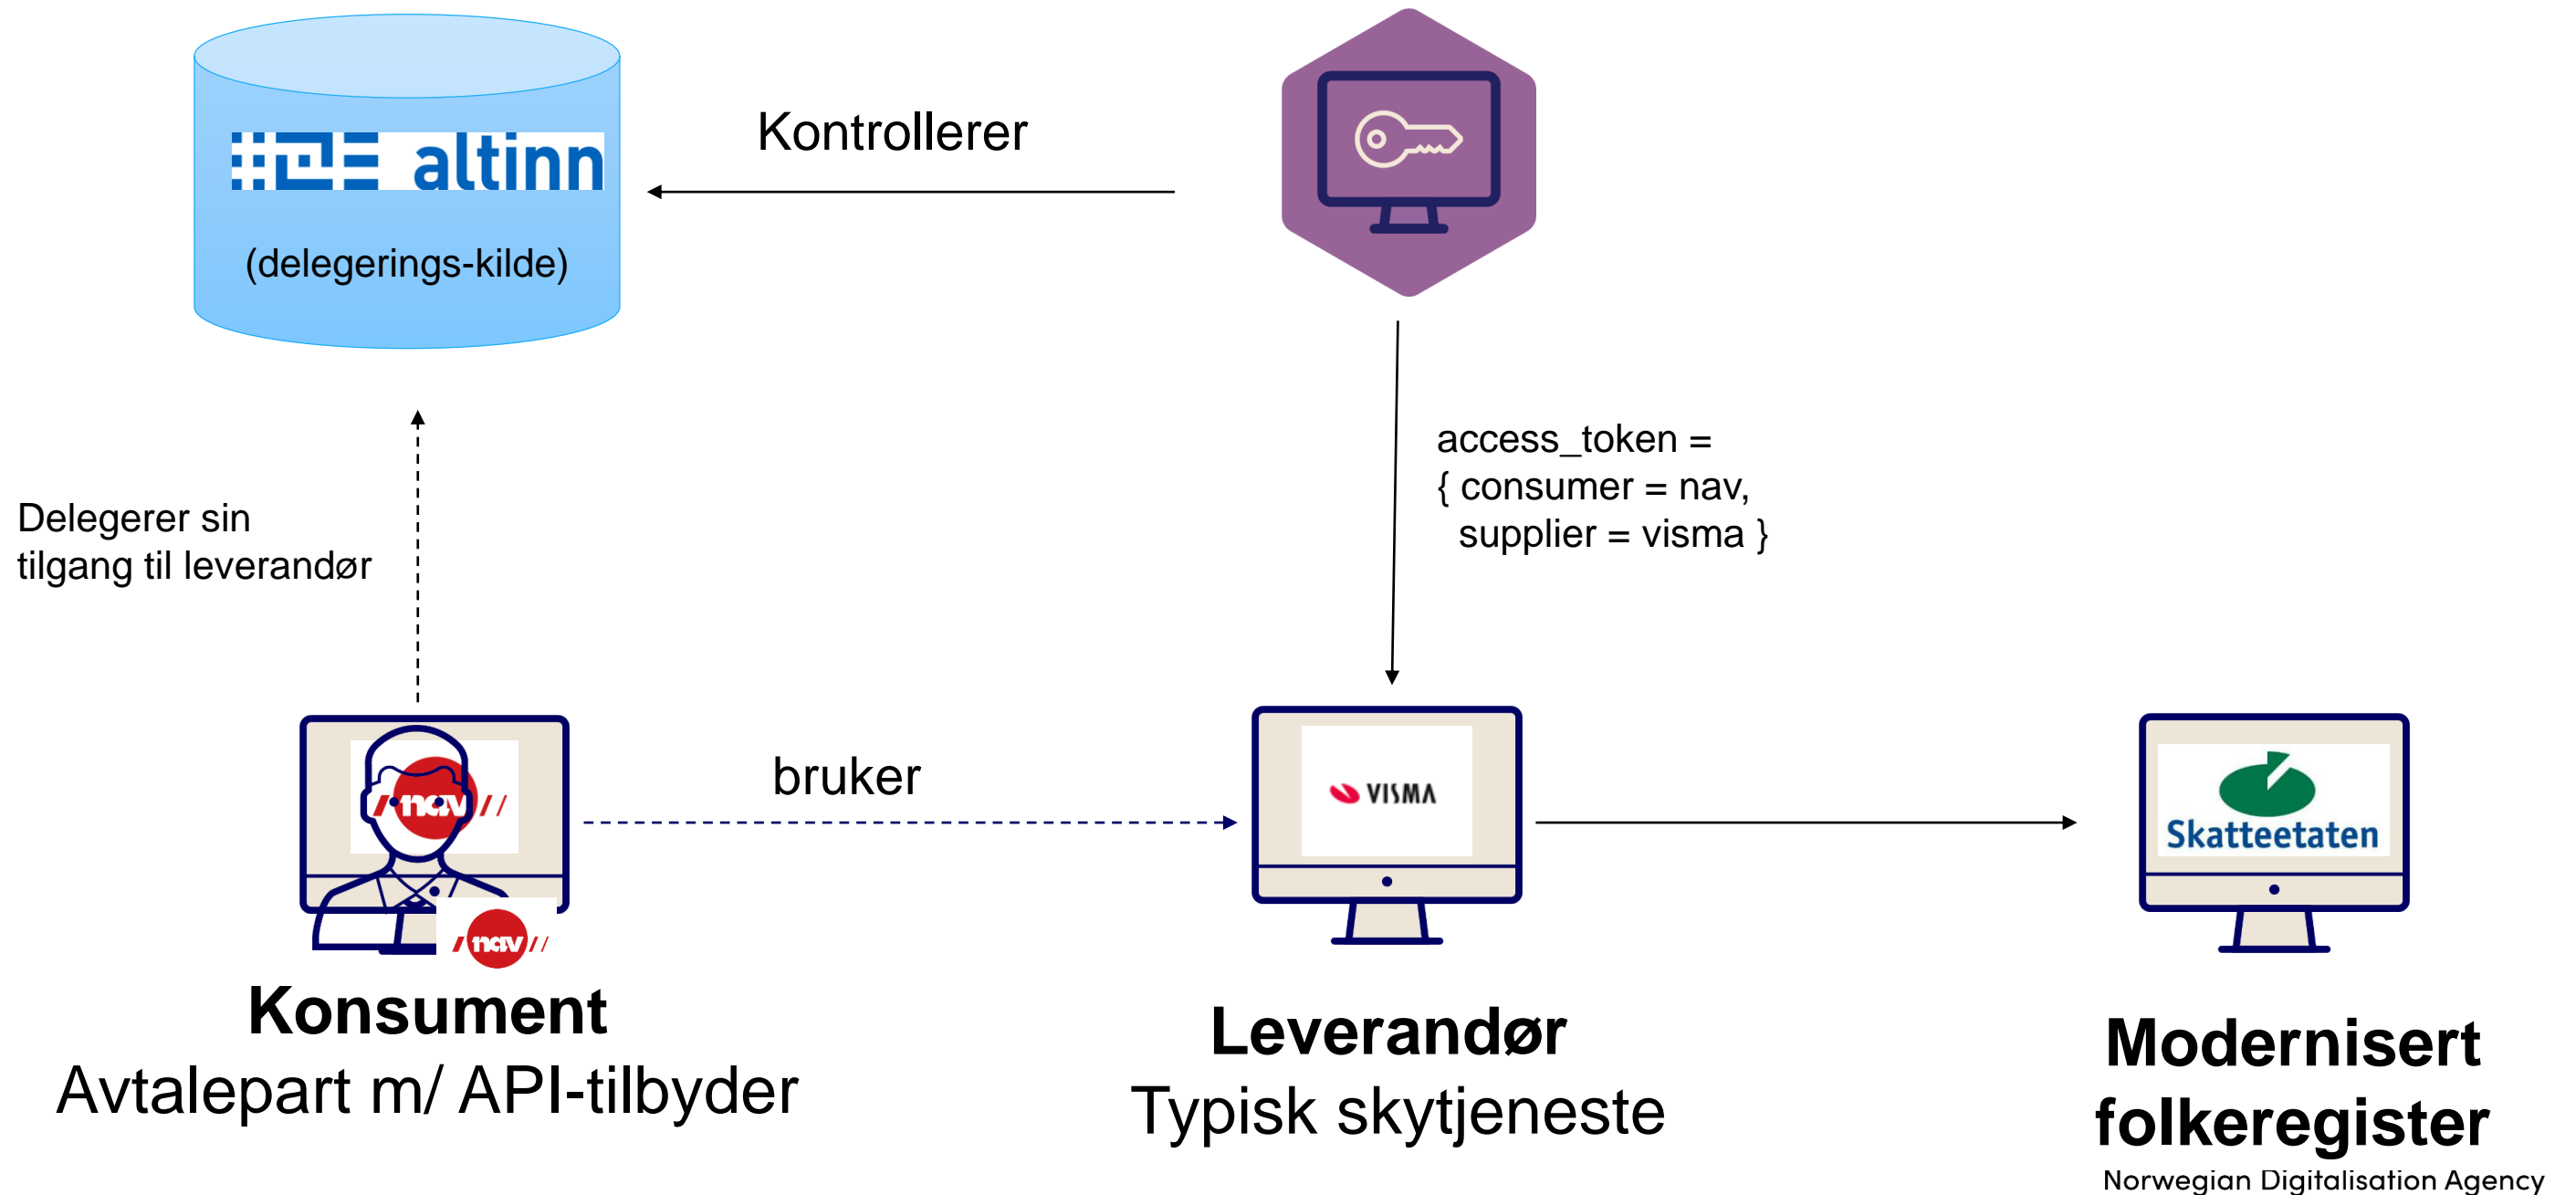 altinn
(delegerings-kilde)
Kontrollerer
access_token =
{ consumer = nav,
supplier = visma }
Delegerer sin
tilgang til leverandør
nav
bruker
VISMA
Skatteetaten
nav
Konsument
Avtalepart m/ API-tilbyder
Leverandør
Typisk skytjeneste
Modernisert
folkeregister
Norwegian Digitalisation Agency